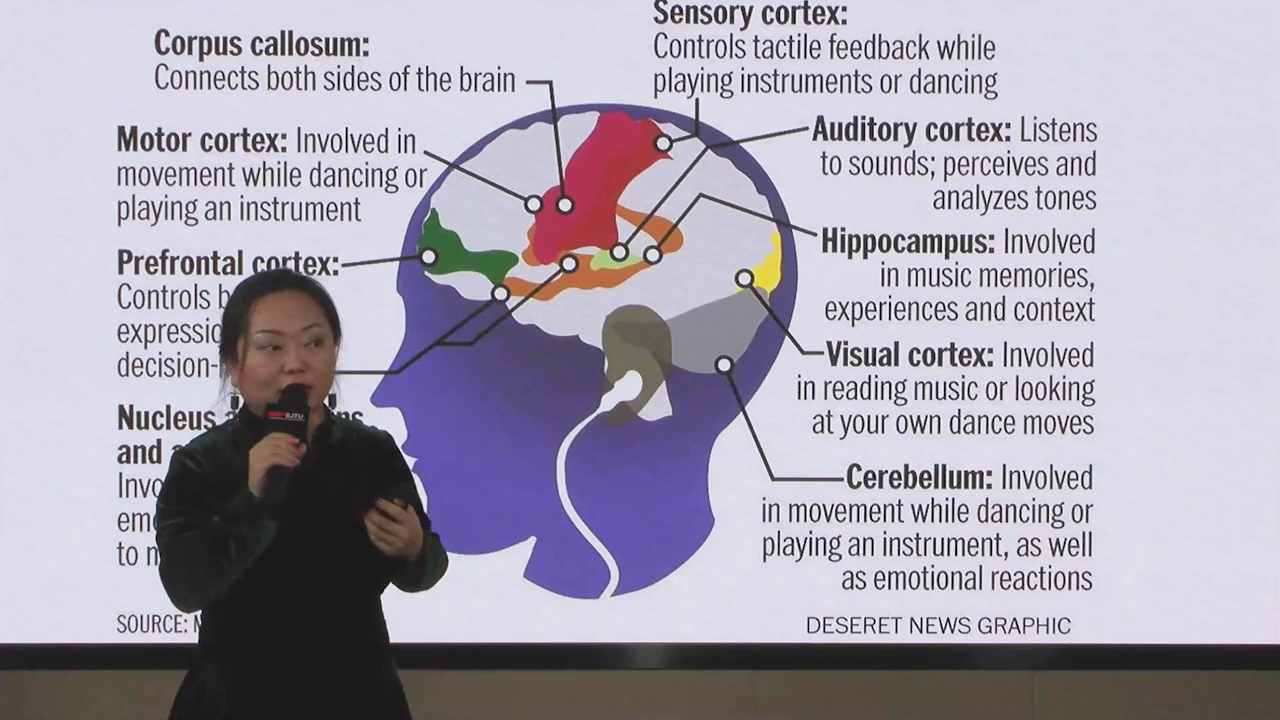 Corpus callosum:
Connects both sides of the brain
Motor cortex: Involved in
movement while dancing or
playing an instrument
Prefrontal cortex:
Controls
expressio
decision-
Nucleus
and
Invo
emo
to
SOURCE:
Sensory cortex:
Controls tactile feedback while
playing instruments or dancing
Auditory cortex: Listens
to sounds; perceives and
analyzes tones
Hippocampus: Involved
in music memories,
experiences and context
Visual cortex: Involved
in reading music or looking
at your own dance moves
Cerebellum: Involved
in movement while dancing or
playing an instrument, as well
as emotional reactions
DESERET NEWS GRAPHIC